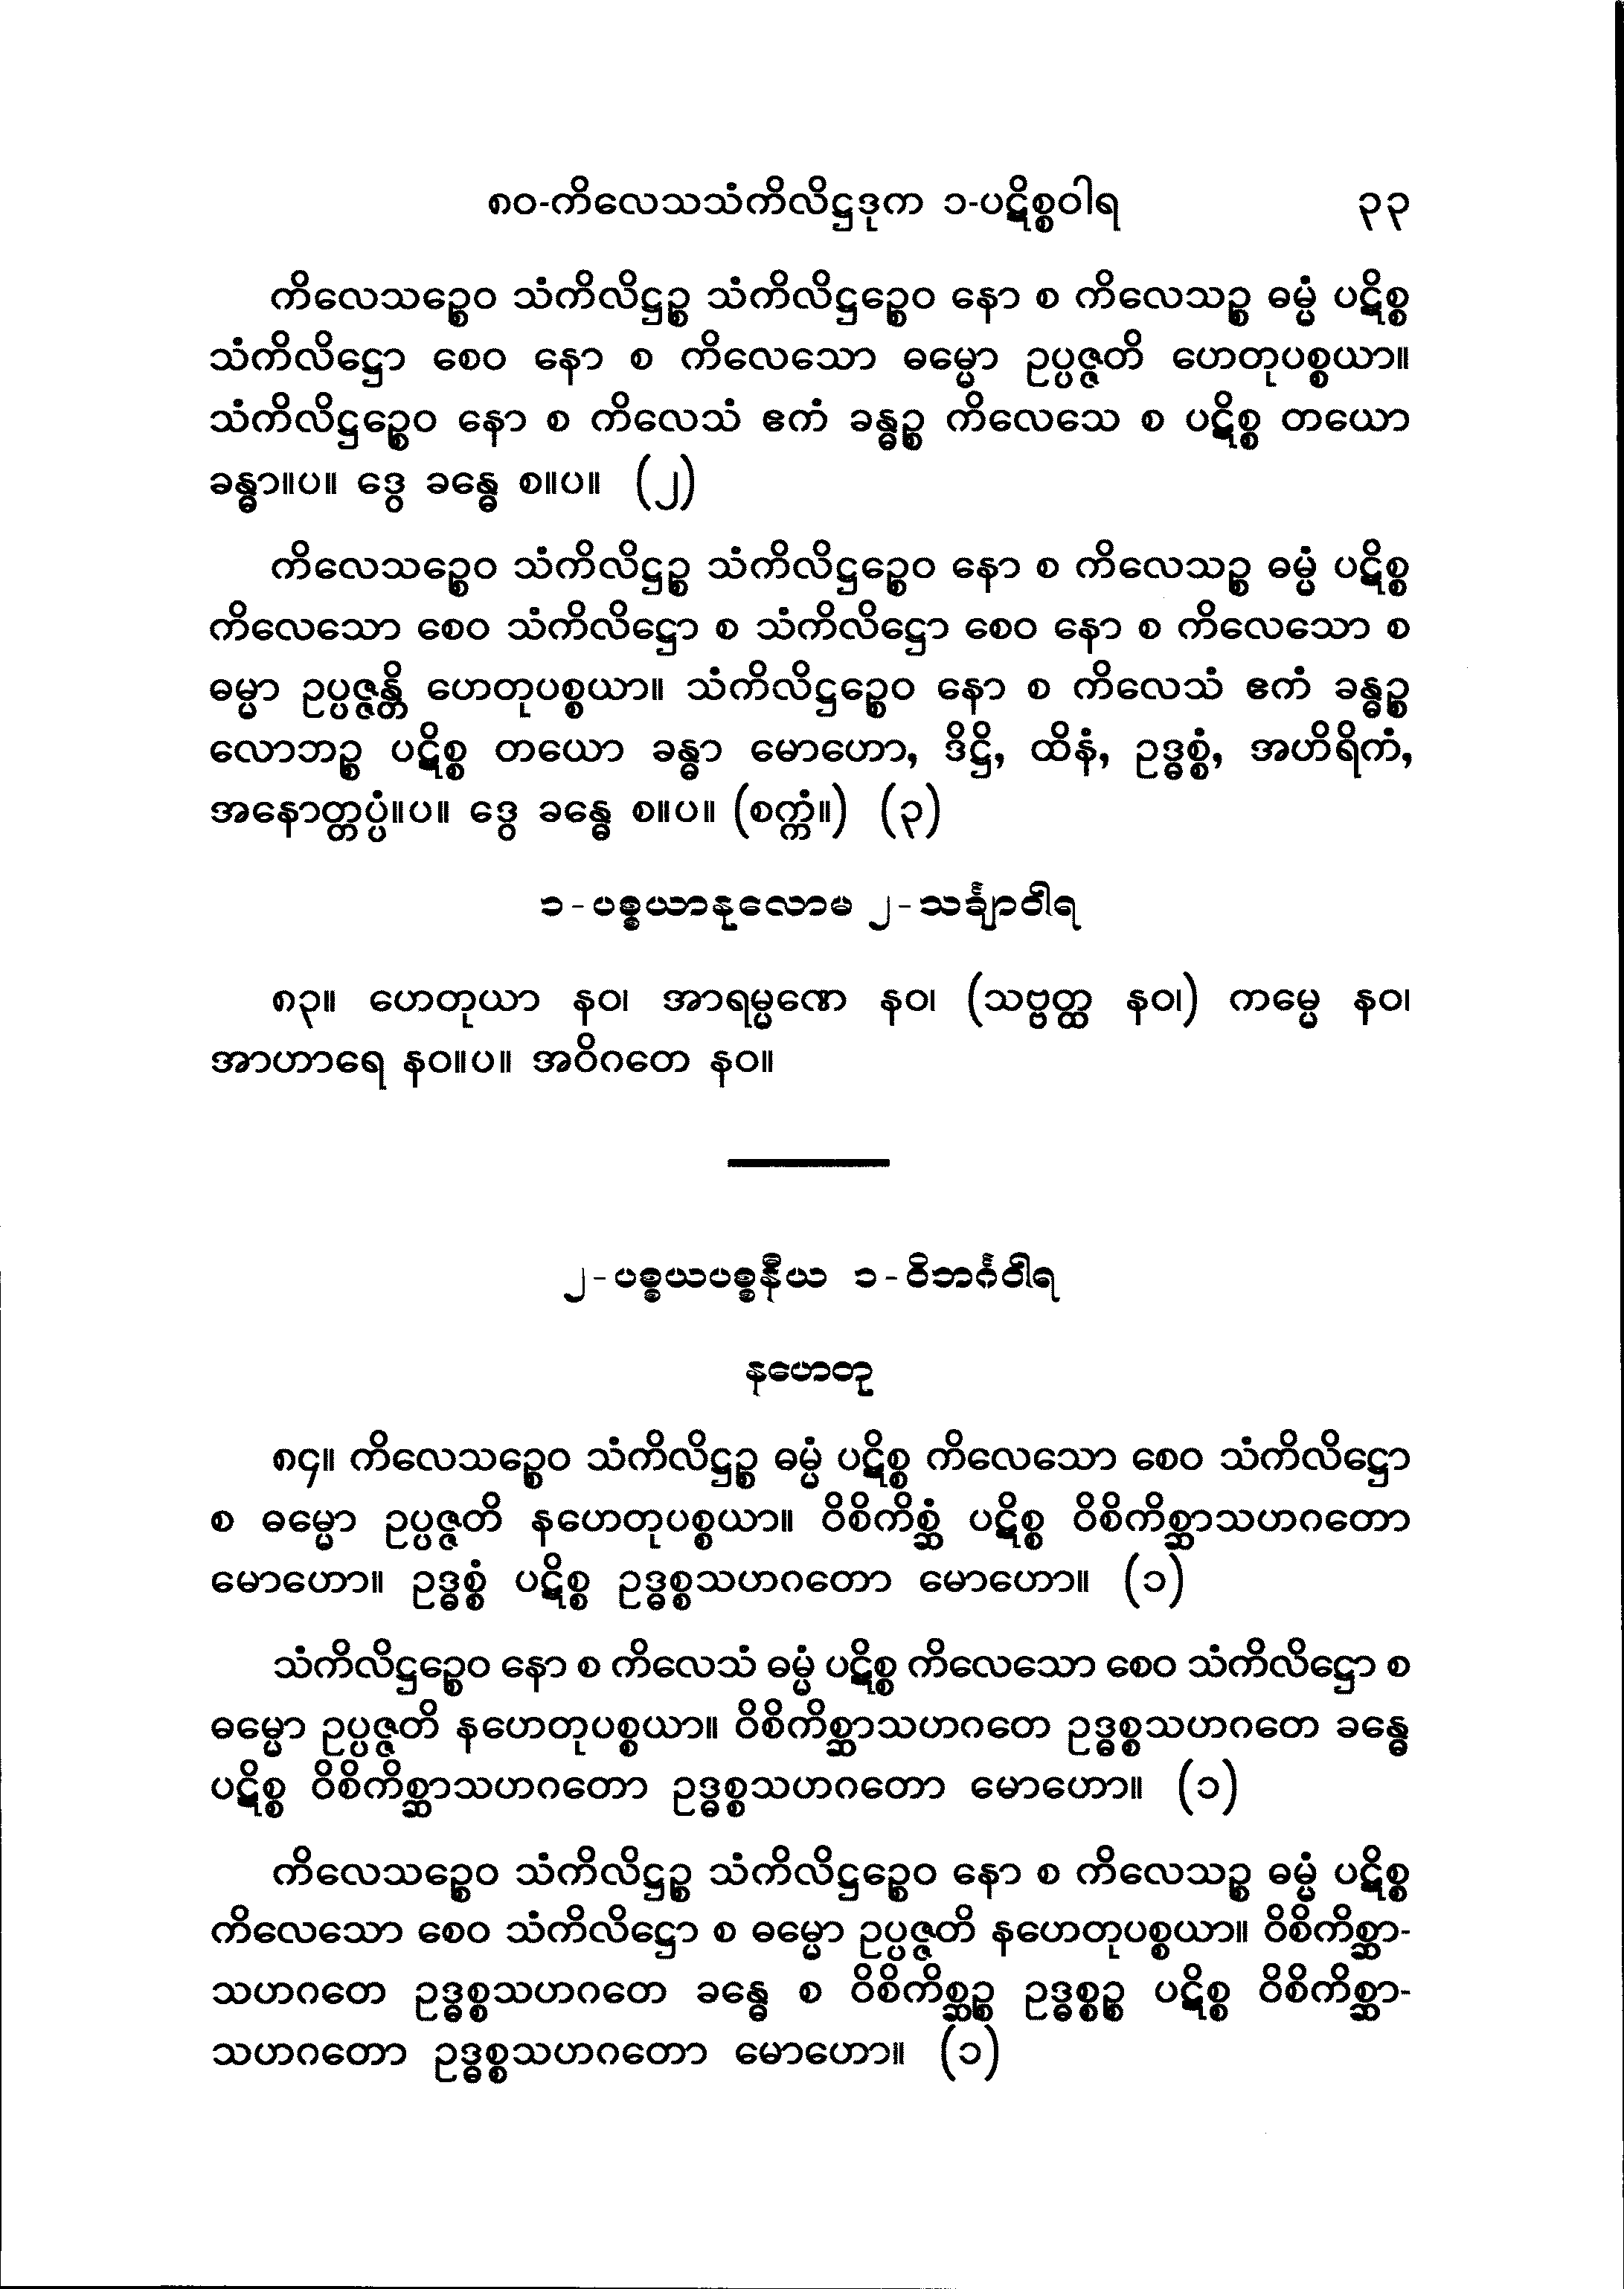 ၈၀-ကိလေသသံကိလိဋ္ဌဒုက ၁-ပဋိစ္စဝါရ ၃၃
ကိလေသဉ္စေဝ သံကိလိဋ္ဌဉ္စ သံကိလိဋ္ဌဉ္စေဝ နော စ ကိလေသဉ္စ ဓမ္မံ ပဋိစ္စ
သံကိလိဋ္ဌော စေဝ နော စ ကိလေသော ဓမ္မော ဥပ္ပဇ္ဇတိ ဟေတုပစ္စယာ။
သံကိလိဋ္ဌဉ္စေဝ နော စ ကိလေသံ ဧကံ ခန္ဓဉ္စ ကိလေသေ စ ပဋိစ္စ တယော
ခန္ဓာ။ပ။ ဒွေ ခန္ဓေ စ။ပ။ (၂)
ကိလေသဉ္စေဝ သံကိလိဋ္ဌဉ္စ သံကိလိဋ္ဌဉ္စေဝ နော စ ကိလေသဉ္စ ဓမ္မံ ပဋိစ္စ
ကိလေသော စေဝ သံကိလိဋ္ဌော စ သံကိလိဋ္ဌော စေဝ နော စ ကိလေသော စ
ဓမ္မာ ဥပ္ပဇ္ဇန္တိ ဟေတုပစ္စယာ။ သံကိလိဋ္ဌဉ္စေဝ နော စ ကိလေသံ ဧကံ ခန္ဓဉ္စ
လောဘဉ္စ ပဋိစ္စ တယော ခန္ဓာ မောဟော, ဒိဋ္ဌိ, ထိနံ, ဥဒ္ဓစ္စံ, အဟိရိကံ,
အနောတ္တပ္ပံ။ပ။ ဒွေ ခန္ဓေ စ။ပ။ (စက္ကံ။) (၃)
၁-ပစ္စယာနုလောမ ၂-သင်္ချာဝါရ
၈၃။ ဟေတုယာ နဝ၊ အာရမ္မဏေ နဝ၊ (သဗ္ဗတ္ထ နဝ၊) ကမ္မေ နဝ၊
အာဟာရေ နဝ။ပ။ အဝိဂတေ နဝ။
၂-ပစ္စယပစ္စနီယ ၁-ဝိဘင်္ဂဝါရ
နဟေတု
၈၄။ ကိလေသဉ္စေဝ သံကိလိဋ္ဌဉ္စ ဓမ္မံ ပဋိစ္စ ကိလေသော စေဝ သံကိလိဋ္ဌော
စ ဓမ္မော ဥပ္ပဇ္ဇတိ နဟေတုပစ္စယာ။ ဝိစိကိစ္ဆံ ပဋိစ္စ ဝိစိကိစ္ဆာသဟဂတော
မောဟော။ ဥဒ္ဓစ္စံ ပဋိစ္စ ဥဒ္ဓစ္စသဟဂတော မောဟော။ (၁)
သံကိလိဋ္ဌဉ္စေဝ နော စ ကိလေသံ ဓမ္မံ ပဋိစ္စ ကိလေသော စေဝ သံကိလိဋ္ဌော စ
ဓမ္မော ဥပ္ပဇ္ဇတိ နဟေတုပစ္စယာ။ ဝိစိကိစ္ဆာသဟဂတေ ဥဒ္ဓစ္စသဟဂတေ ခန္ဓေ
ပဋိစ္စ ဝိစိကိစ္ဆာသဟဂတော ဥဒ္ဓစ္စသဟဂတော မောဟော။ (၁)
ကိလေသဉ္စေဝ သံကိလိဋ္ဌဉ္စ သံကိလိဋ္ဌဉ္စေဝ နော စ ကိလေသဉ္စ ဓမ္မံ ပဋိစ္စ
ကိလေသော စေဝ သံကိလိဋ္ဌော စ ဓမ္မော ဥပ္ပဇ္ဇတိ နဟေတုပစ္စယာ။ ဝိစိကိစ္ဆာ-
သဟဂတေ ဥဒ္ဓစ္စသဟဂတေ ခန္ဓေ စ ဝိစိကိစ္ဆဉ္စ ဥဒ္ဓစ္စဉ္စ ပဋိစ္စ ဝိစိကိစ္ဆာ-
သဟဂတော ဥဒ္ဓစ္စသဟဂတော မောဟော။ (၁)